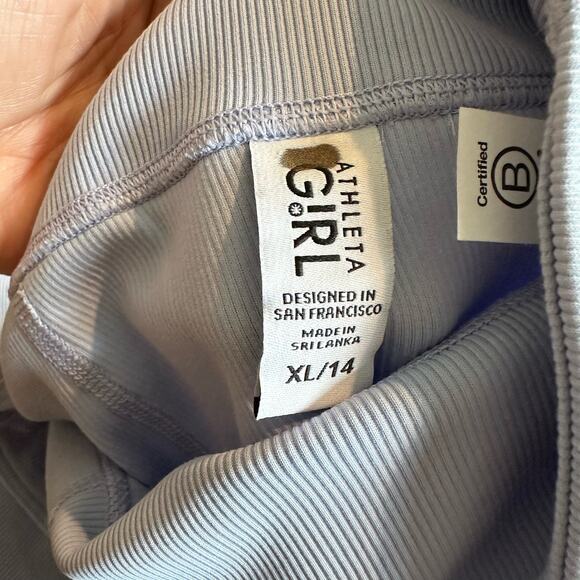 ATHLETA
GIRL
DESIGNED IN
SAN FRANCISCO
MADE IN
SRI LANKA
XL/14
Certified
B